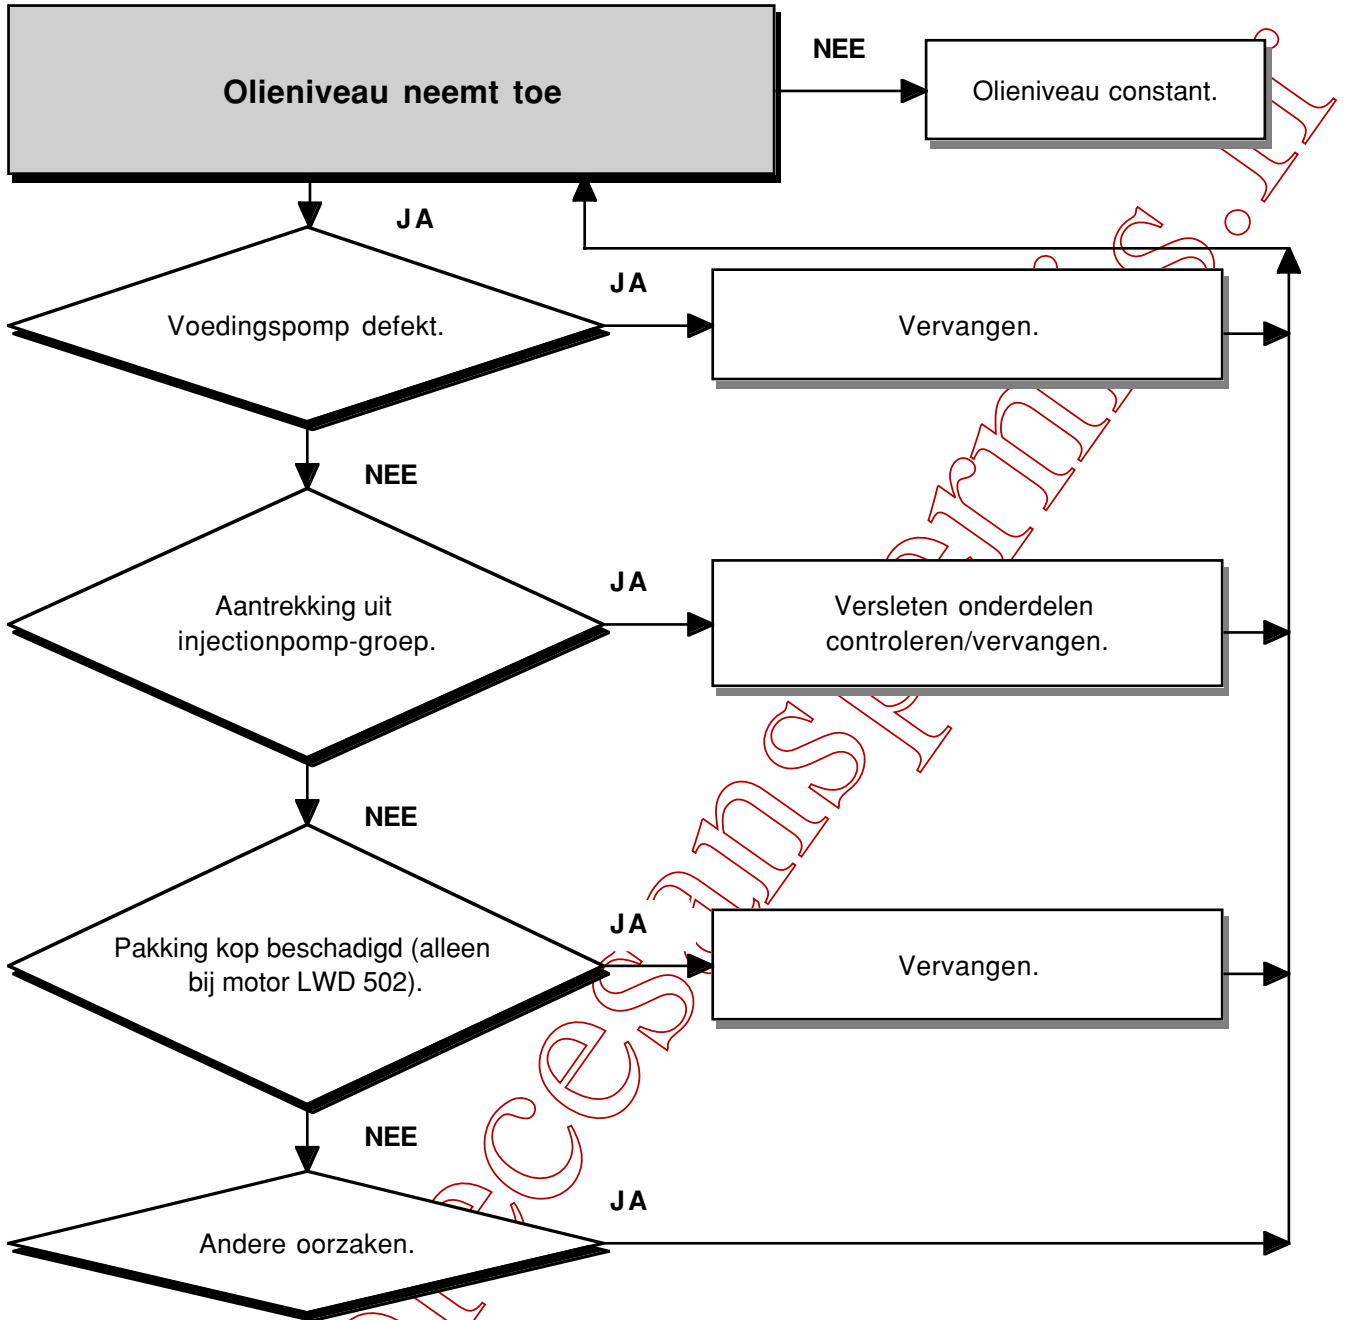 Olieniveau neemt toe
NEE
Olieniveau constant.
JA
Voedingspomp defekt.
JA
Vervangen.
NEE
Aantrekking uit
injectionpomp-groep.
JA
Versleten onderdelen
controleren/vervangen.
NEE
Pakking kop beschadigd (alleen
bij motor LWD 502).
JA
Vervangen.
NEE
Andere oorzaken.
JA